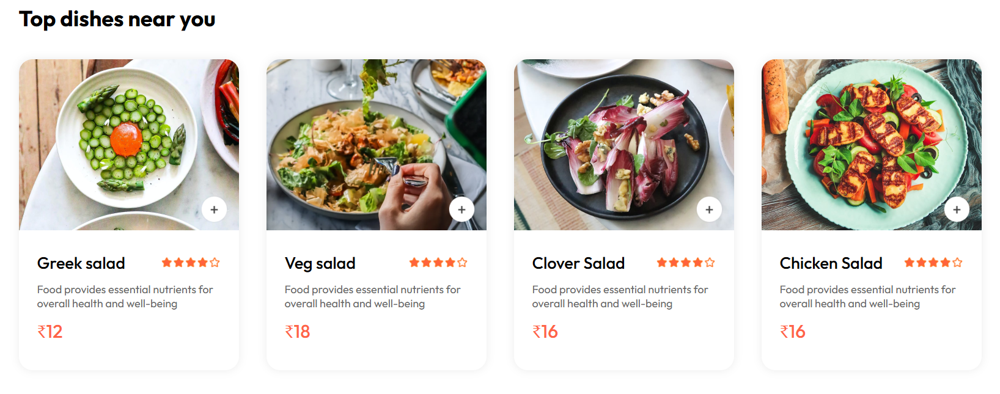 Top dishes near you
Greek salad
Food provides essential nutrients for
overall health and well-being
₹12
Veg salad
Food provides essential nutrients for
overall health and well-being
₹18
Clover Salad
Food provides essential nutrients for
overall health and well-being
₹16
Chicken Salad
Food provides essential nutrients for
overall health and well-being
₹16